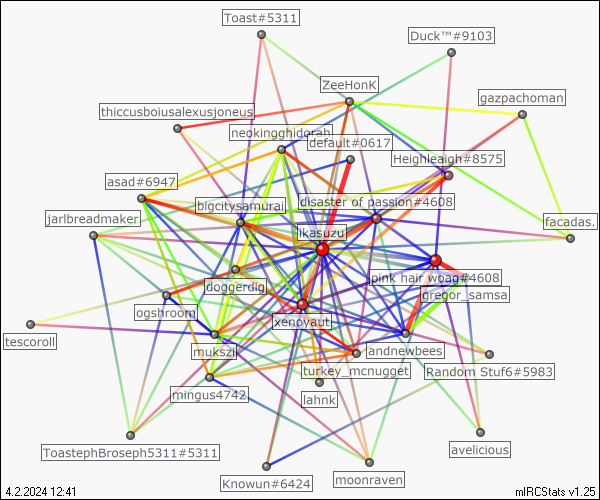 Toast#5311
Duck™#9103
ZeeHonK
gazpachoman
thiccusboiusalexusjoneus
neokingghidorah
default#0617
Heighleaigh#8575
asad#6947
bigcitysamurai
disaster of passion#4608
jarlbreadmaker
facadas.
likasuzu
doggerdig
pink hair woag#4608
gregor_samsa
ogshroom
xenoyaut
tescoroll
mukszii
andnewbees
turkey_mcnugget
Random Stuf6#5983
mingus4742
lahnk
ToastephBroseph5311#5311
avelicious
Knowun#6424
moonraven
4.2.2024 12:41
mIRCStats v1.25